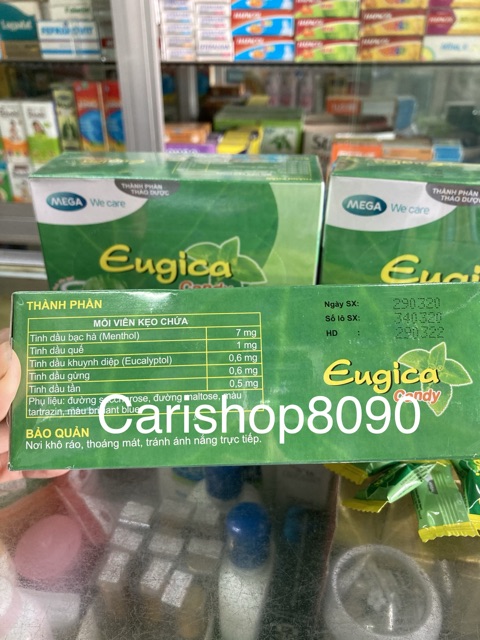 MEGA We care
THÀNH PHẦN
THẢO DƯỢC
Eugica
Candy
MEGA We care
THÀNH PHẦN
THẢO DƯỢC
THÀNH PHẦN
MỖI VIÊN KẸO CHỨA
Tinh dầu bạc hà (Menthol) 7 mg
Tinh dầu quế 1 mg
Tinh dầu khuynh diệp (Eucalyptol) 0,6 mg
Tinh dầu gừng 0,6 mg
Tinh dầu tần 0,5 mg
Phụ liệu: đường saccharose, đường maltose, màu
tartrazin, màu briliant blue
BẢO QUẢN
Nơi khô ráo, thoáng mát, tránh ánh nắng trực tiếp.
Ngày SX: 290320
Số lô SX: 340320
HD : 290322
Eugica
Candy
Carishop8090